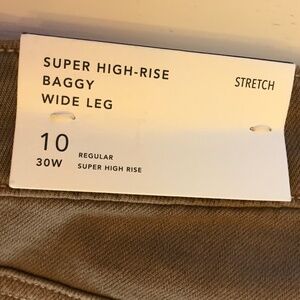 SUPER HIGH-RISE
BAGGY
WIDE LEG
STRETCH
10
30W
REGULAR
SUPER HIGH RISE